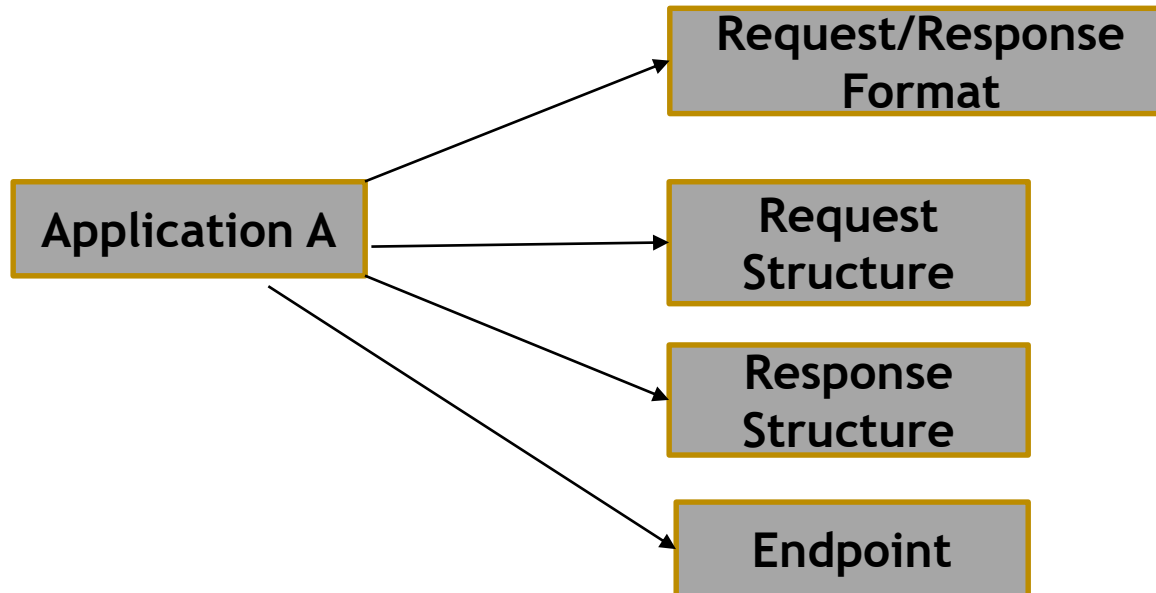 Request/Response
Format
Application A
Request
Structure
Response
Structure
Endpoint